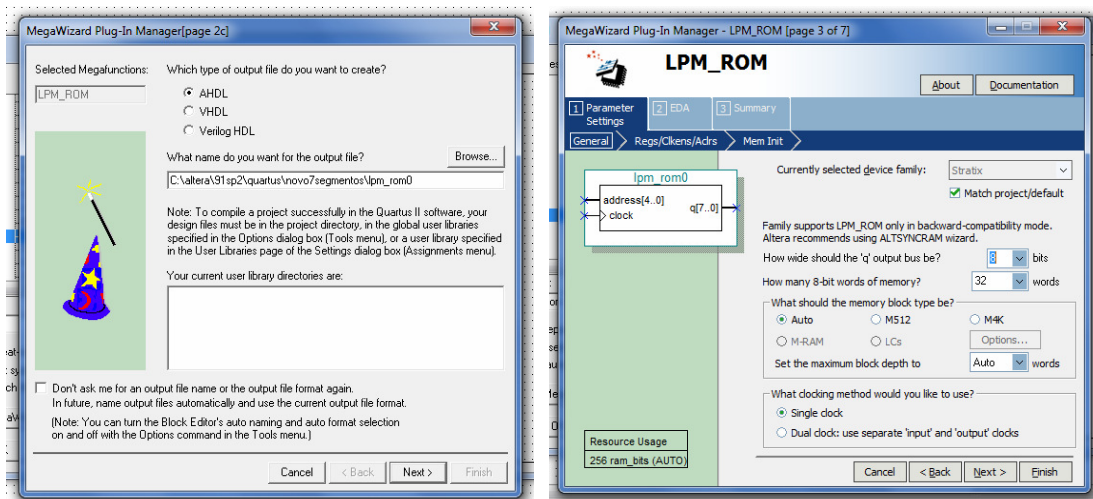 MegaWizard Plug-In Manager[page 2c]
Selected Megafunctions:
LPM_ROM
Which type of output file do you want to create?
AHDL
VHDL
Verilog HDL
What name do you want for the output file?
Browse...
C:\altera\91sp2\quartus\novo7segmentos\lpm_rom0
Note: To compile a project successfully in the Quartus II software, your
design files must be in the project directory, in the global user libraries
specified in the Options dialog box (Tools menu), or a user library specified
in the User Libraries page of the Settings dialog box (Assignments menu).
Your current user library directories are:
Don't ask me for an output file name or the output file format again.
In future, name output files automatically and use the current output file format.
(Note: You can turn the Block Editor's auto naming and auto format selection
on and off with the Options command in the Tools menu.)
Cancel
< Back
Next >
Finish
MegaWizard Plug-In Manager - LPM_ROM [page 3 of 7]
LPM_ROM
About
Documentation
1 Parameter
Settings
2 EDA
3 Summary
General
Regs/Clkens/Aclrs
Mem Init
lpm_rom0
address[4..0]
q[7..0]
clock
Resource Usage
256 ram_bits (AUTO)
Currently selected device family:
Stratix
Match project/default
Family supports LPM_ROM only in backward-compatibility mode.
Altera recommends using ALTSYNCRAM wizard.
How wide should the 'q' output bus be?
8
bits
How many 8-bit words of memory?
32
words
What should the memory block type be?
Auto
M512
M4K
M-RAM
LCs
Options...
Set the maximum block depth to
Auto
words
What clocking method would you like to use?
Single clock
Dual clock: use separate 'input' and 'output' clocks
Cancel
< Back
Next >
Finish